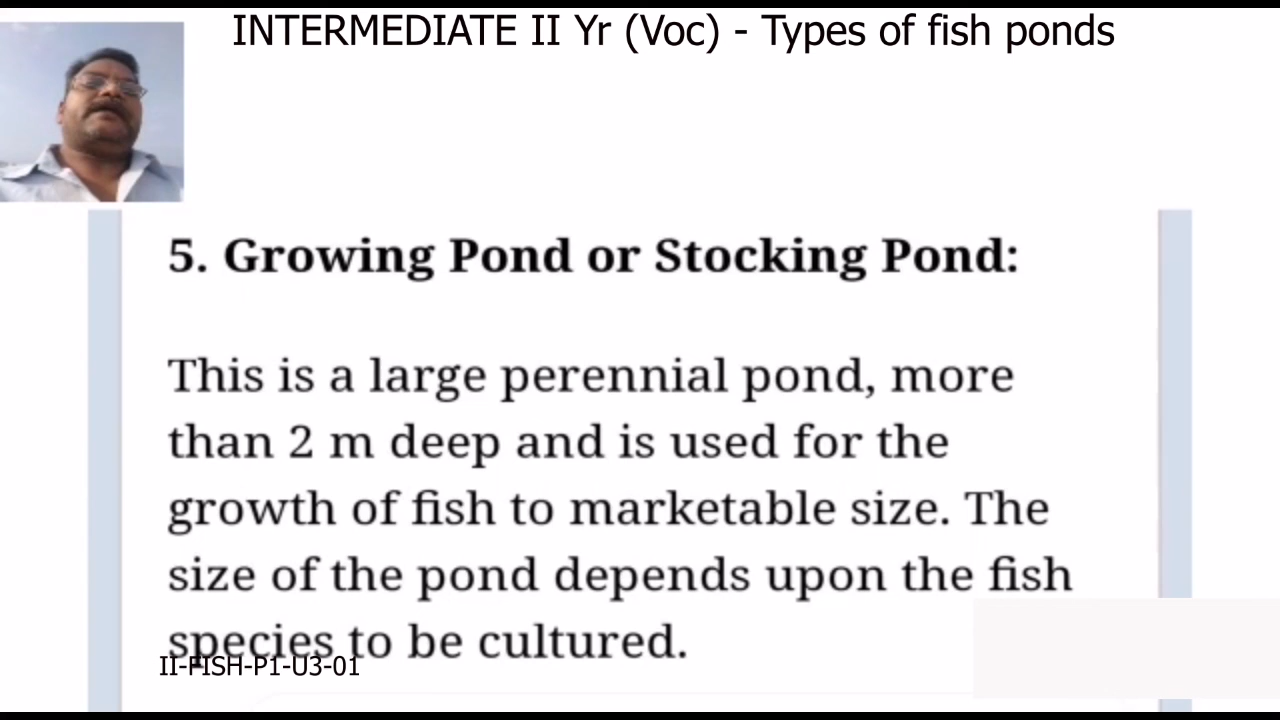 INTERMEDIATE II Yr (Voc) - Types of fish ponds
5. Growing Pond or Stocking Pond:
This is a large perennial pond, more
than 2 m deep and is used for the
growth of fish to marketable size. The
size of the pond depends upon the fish
species to be cultured.
II-FISH-P1-U3-01